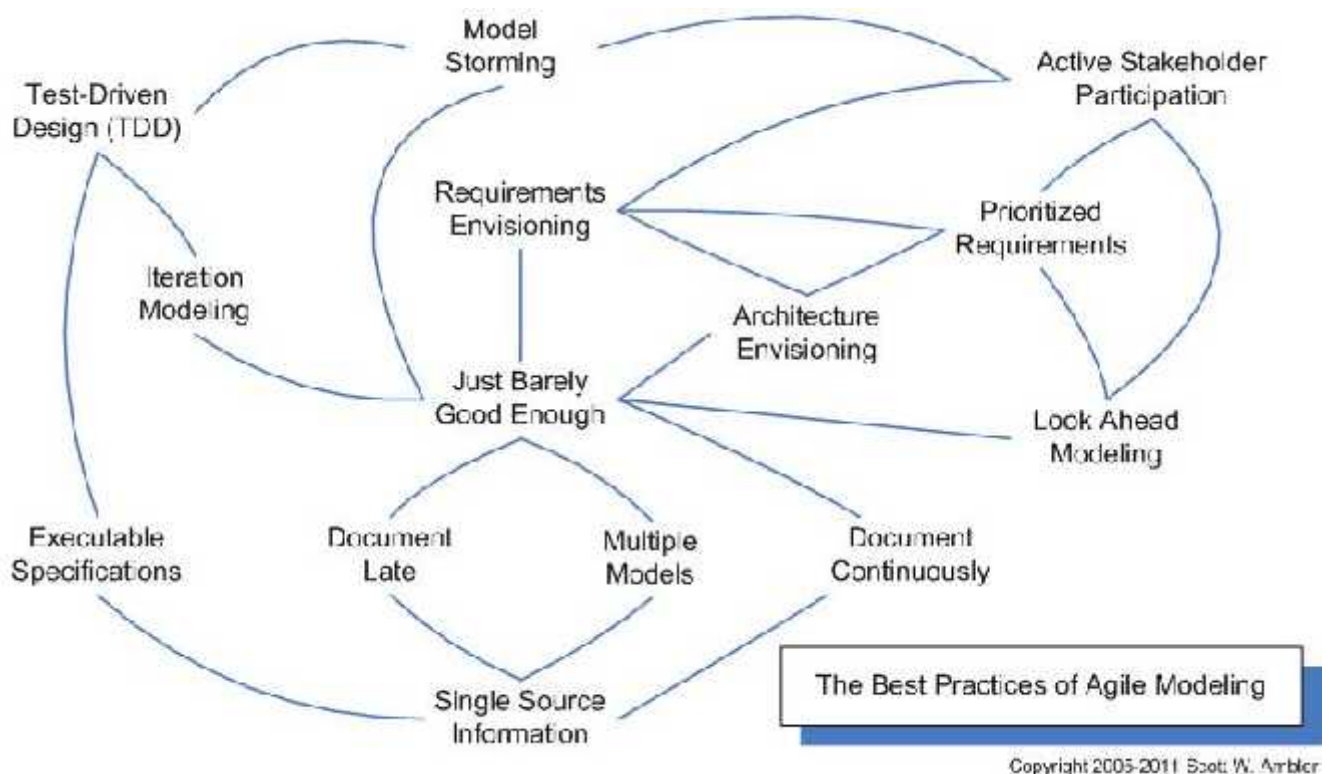 Model
Storming
Active Stakeholder
Participation
Test-Driven
Design (TDD)
Requirements
Envisioning
Prioritized
Requirements
Iteration
Modeling
Architecture
Envisioning
Just Barely
Good Enough
Look Ahead
Modeling
Executable
Specifications
Document
Late
Multiple
Models
Document
Continuously
Single Source
Information
The Best Practices of Agile Modeling
Copyright 2005-2011 Scott W. Ambler